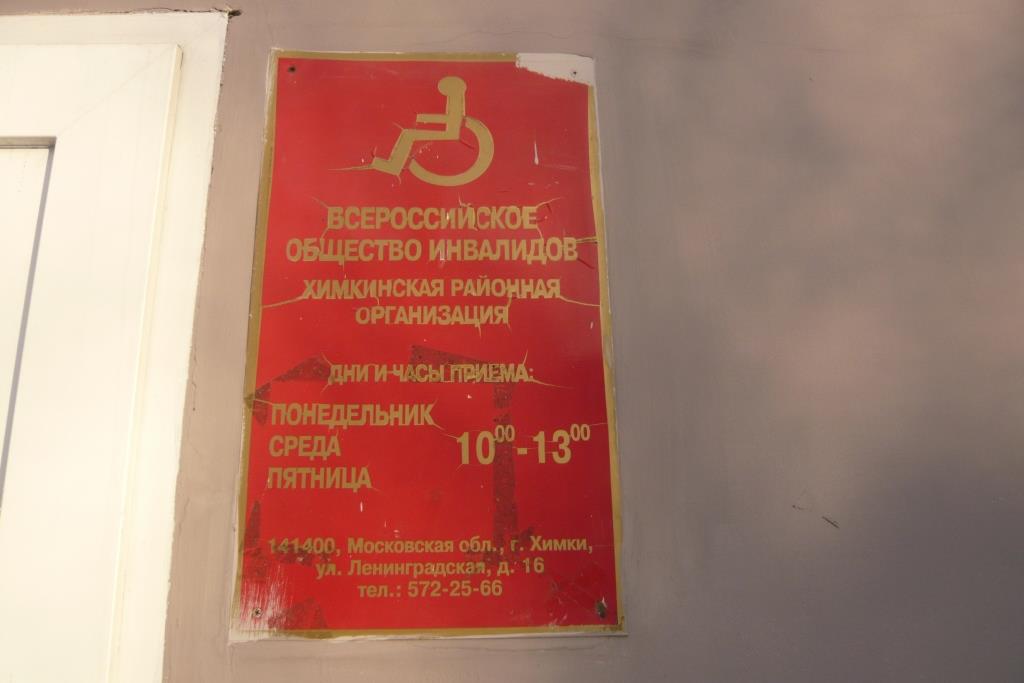 ВСЕРОССИЙСКОЕ
ОБЩЕСТВО ИНВАЛИДОВ
ХИМКИНСКАЯ РАЙОННАЯ
ОРГАНИЗАЦИЯ
ДНИ И ЧАСЫ ПРИЕМА:
ПОНЕДЕЛЬНИК
СРЕДА 10⁰⁰-13⁰⁰
ПЯТНИЦА
141400, Московская обл., г. Химки,
ул. Ленинградская, д. 16
тел.: 572-25-66